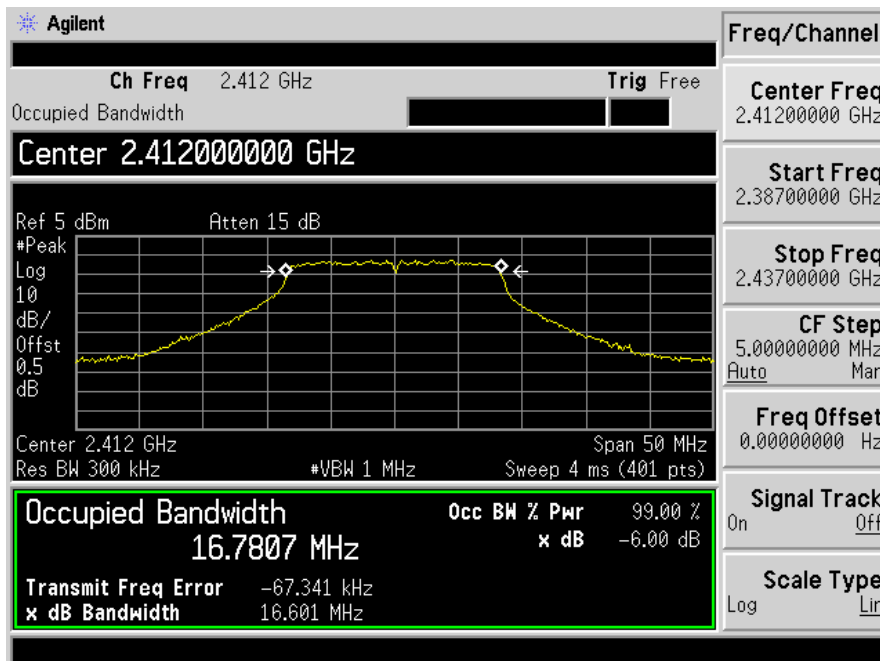 Agilent
Freq/Channel
Ch Freq 2.412 GHz Trig Free
Occupied Bandwidth
Center 2.412000000 GHz
Ref 5 dBm Atten 15 dB
#Peak
Log
10
dB/
Offst
0.5
dB
Center 2.412 GHz Span 50 MHz
Res BW 300 kHz #VBW 1 MHz Sweep 4 ms (401 pts)
Occupied Bandwidth
16.7807 MHz
Occ BW % Pwr 99.00 %
x dB -6.00 dB
Transmit Freq Error -67.341 kHz
x dB Bandwidth 16.601 MHz
Center Freq
2.41200000 GHz
Start Freq
2.38700000 GHz
Stop Freq
2.43700000 GHz
CF Step
5.00000000 MHz
Auto Man
Freq Offset
0.00000000 Hz
Signal Track
On Off
Scale Type
Log Lin